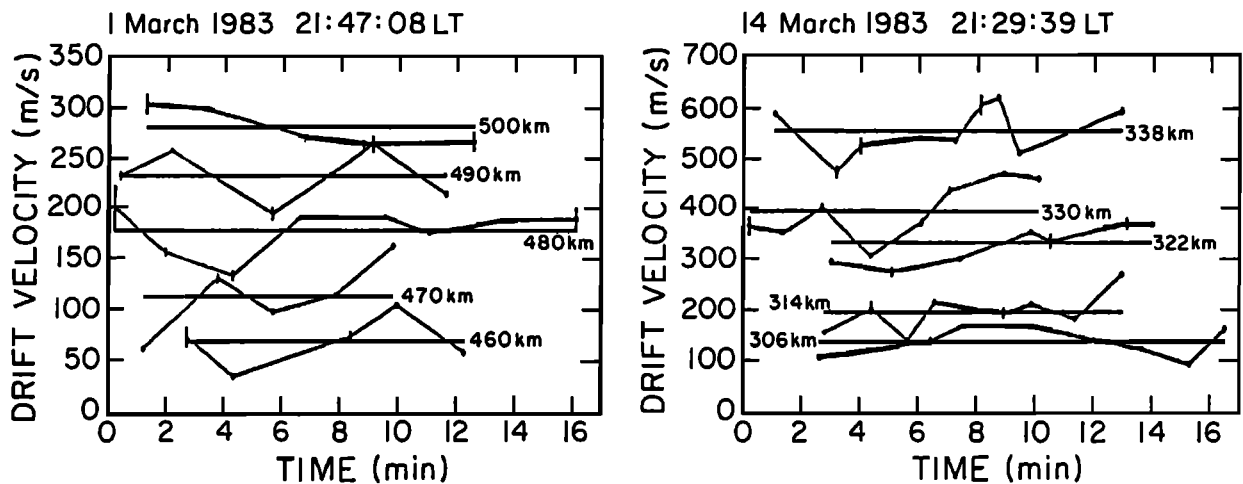 1 March 1983 21:47:08 LT
DRIFT VELOCITY (m/s)
350
300
250
200
150
100
50
0
500km
490km
480km
470km
460km
0 2 4 6 8 10 12 14 16
TIME (min)
14 March 1983 21:29:39 LT
DRIFT VELOCITY (m/s)
700
600
500
400
300
200
100
0
338km
330km
322km
314km
306km
0 2 4 6 8 10 12 14 16
TIME (min)